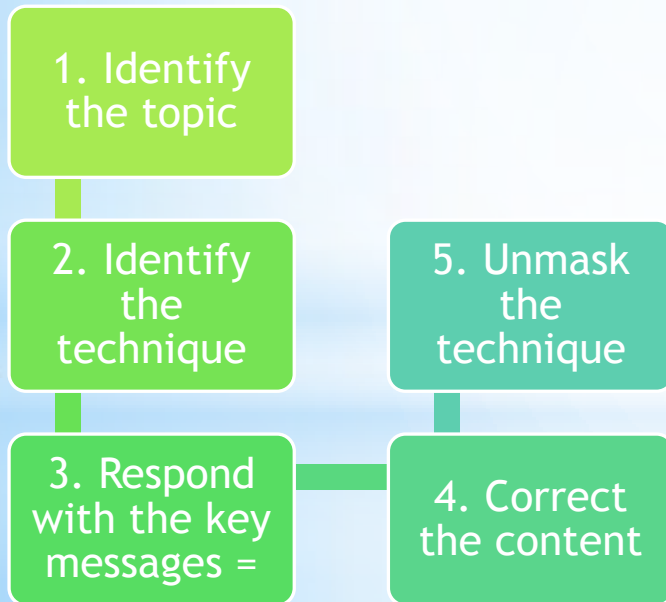 1. Identify
the topic
2. Identify
the
technique
3. Respond
with the key
messages =
4. Correct
the content
5. Unmask
the
technique